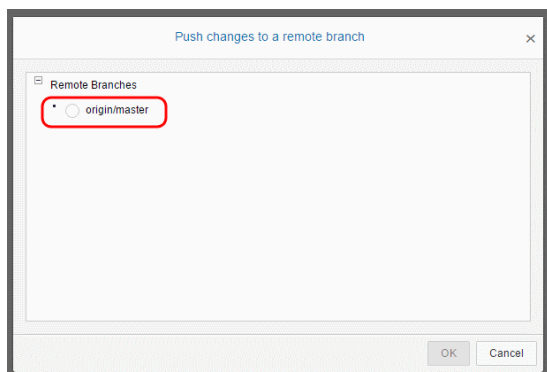 Push changes to a remote branch
Remote Branches
origin/master
OK
Cancel